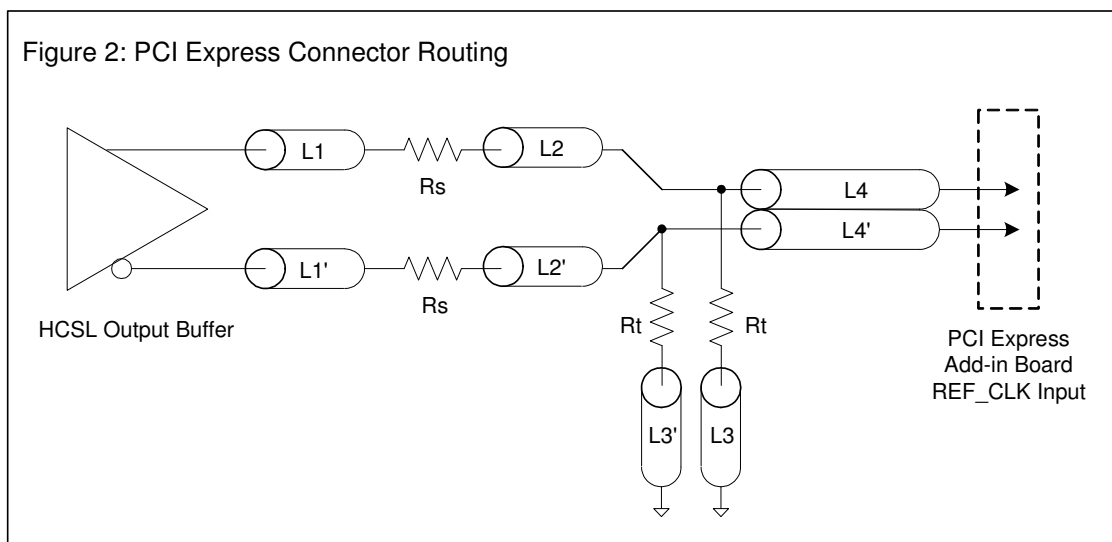 Figure 2: PCI Express Connector Routing
L1
Rs
L2
L4
L4'
L1'
Rs
L2'
HCSL Output Buffer
Rt
Rt
L3'
L3
PCI Express
Add-in Board
REF_CLK Input